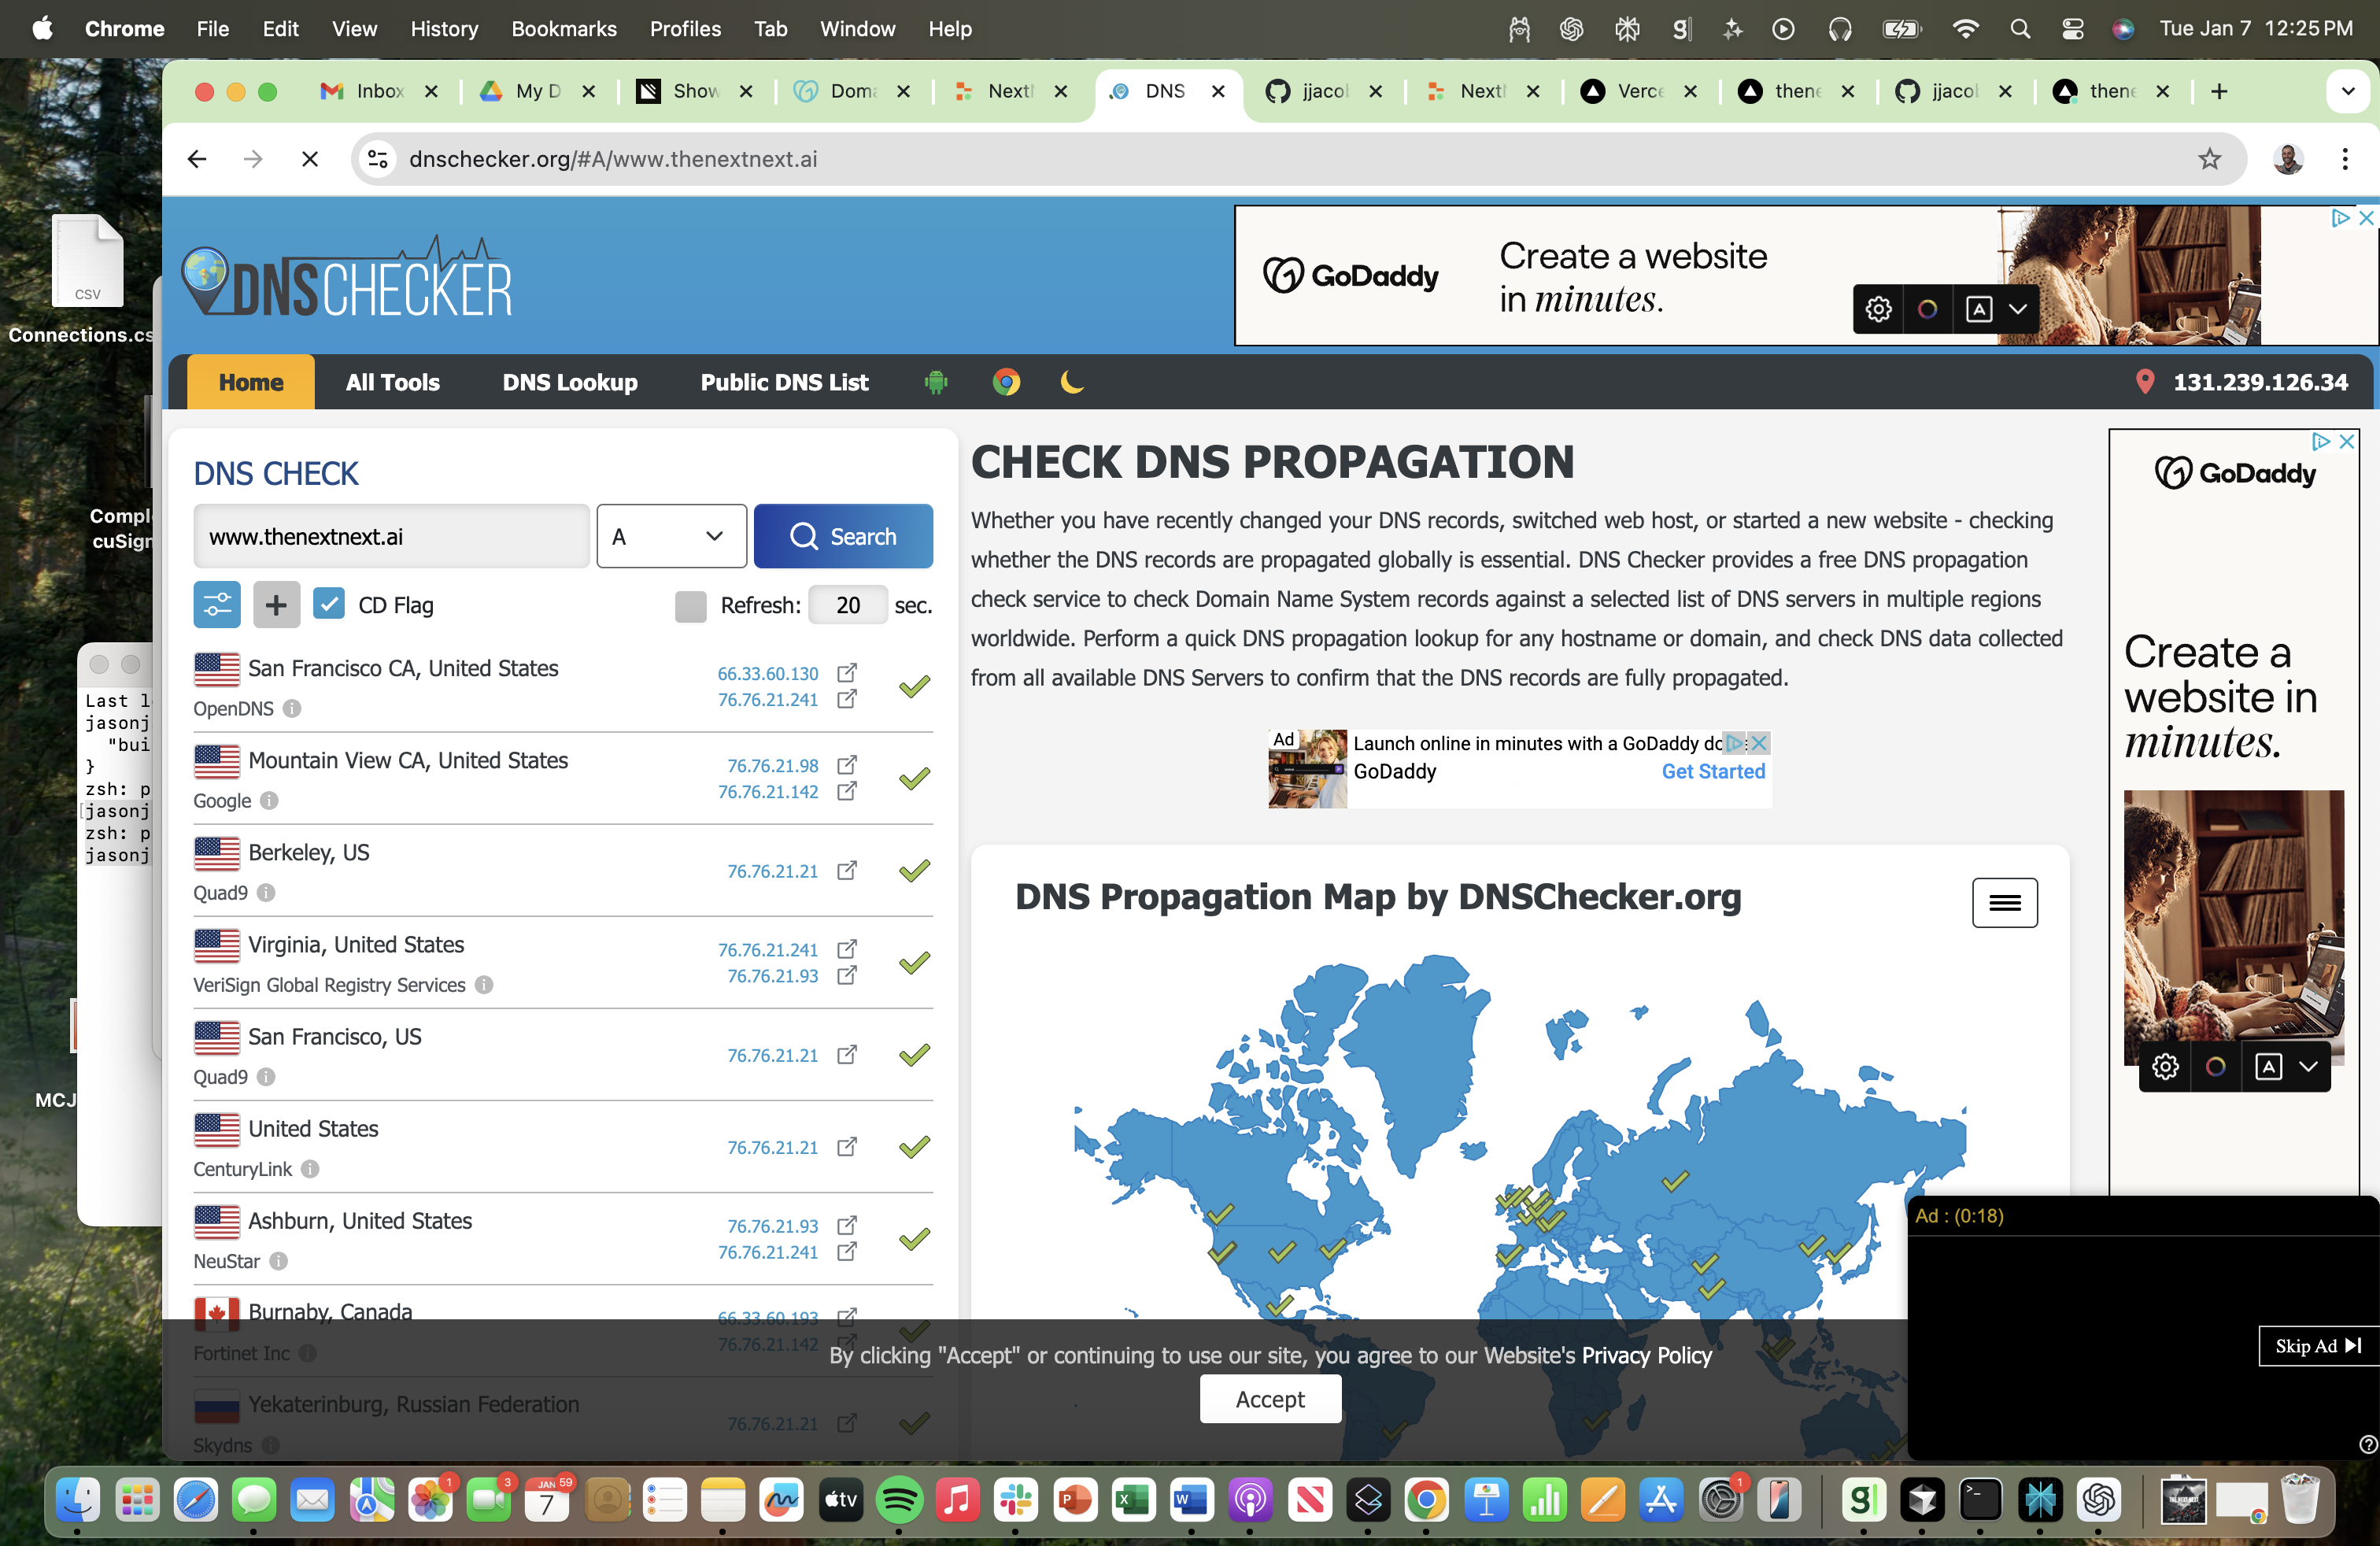 Chrome File Edit View History Bookmarks Profiles Tab Window Help Tue Jan 7 12:25 PM
Inbox My D Show Doma Next DNS jjacol Next Verce thene jjacol thene
dnschecker.org/#A/www.thenextnext.ai
CSV
Connections.cs
Compl
cuSign
MCJ
Last l
jasonj
"bui
}
zsh: p
[jasonj
zsh: p
jasonj
DNSCHECKER
GoDaddy
Create a website
in minutes.
Home All Tools DNS Lookup Public DNS List 131.239.126.34
DNS CHECK
www.thenextnext.ai A Search
CD Flag Refresh: 20 sec.
San Francisco CA, United States
OpenDNS
66.33.60.130
76.76.21.241
Mountain View CA, United States
Google
76.76.21.98
76.76.21.142
Berkeley, US
Quad9
76.76.21.21
Virginia, United States
VeriSign Global Registry Services
76.76.21.241
76.76.21.93
San Francisco, US
Quad9
76.76.21.21
United States
CenturyLink
76.76.21.21
Ashburn, United States
NeuStar
76.76.21.93
76.76.21.241
Burnaby, Canada
Fortinet Inc
66.33.60.193
76.76.21.142
Yekaterinburg, Russian Federation
Skydns
76.76.21.21
CHECK DNS PROPAGATION
Whether you have recently changed your DNS records, switched web host, or started a new website - checking
whether the DNS records are propagated globally is essential. DNS Checker provides a free DNS propagation
check service to check Domain Name System records against a selected list of DNS servers in multiple regions
worldwide. Perform a quick DNS propagation lookup for any hostname or domain, and check DNS data collected
from all available DNS Servers to confirm that the DNS records are fully propagated.
Ad
Launch online in minutes with a GoDaddy do
GoDaddy Get Started
DNS Propagation Map by DNSChecker.org
GoDaddy
Create a
website in
minutes.
Ad : (0:18)
Skip Ad
By clicking "Accept" or continuing to use our site, you agree to our Website's Privacy Policy
Accept
1 3 JAN 59 7 tv 1